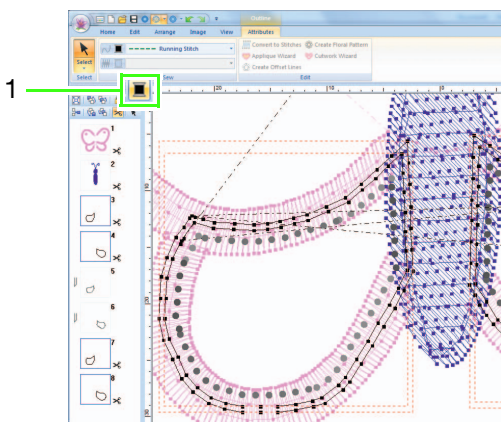 Outline
Home Edit Arrange Image View Attributes
Select
Running Stitch
Convert to Stitches Create Floral Pattern
Applique Wizard Cutwork Wizard
Create Offset Lines
Select Sew Edit
1
20 10
1
2
3
4
5
6
7
8
10
20
30